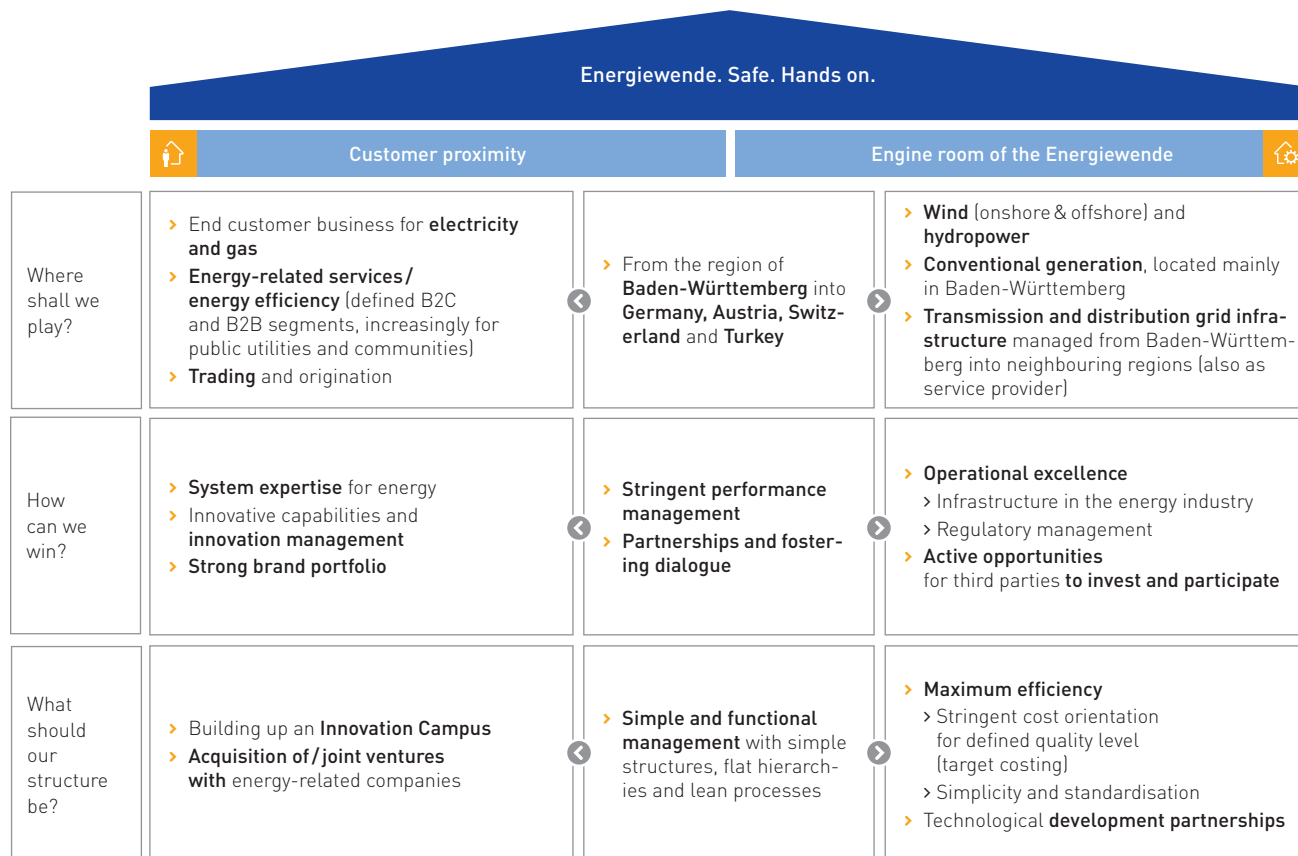 Energiewende. Safe. Hands on.
Customer proximity
Engine room of the Energiewende
Where
shall we
play?
› End customer business for electricity
and gas
› Energy-related services /
energy efficiency (defined B2C
and B2B segments, increasingly for
public utilities and communities)
› Trading and origination
› From the region of
Baden-Württemberg into
Germany, Austria, Switz-
erland and Turkey
› Wind (onshore & offshore) and
hydropower
› Conventional generation, located mainly
in Baden-Württemberg
› Transmission and distribution grid infra-
structure managed from Baden-Württem-
berg into neighbouring regions (also as
service provider)
How
can we
win?
› System expertise for energy
› Innovative capabilities and
innovation management
› Strong brand portfolio
› Stringent performance
management
› Partnerships and foster-
ing dialogue
› Operational excellence
› Infrastructure in the energy industry
› Regulatory management
› Active opportunities
for third parties to invest and participate
What
should
our
structure
be?
› Building up an Innovation Campus
› Acquisition of / joint ventures
with energy-related companies
› Simple and functional
management with simple
structures, flat hierarch-
ies and lean processes
› Maximum efficiency
› Stringent cost orientation
for defined quality level
(target costing)
› Simplicity and standardisation
› Technological development partnerships